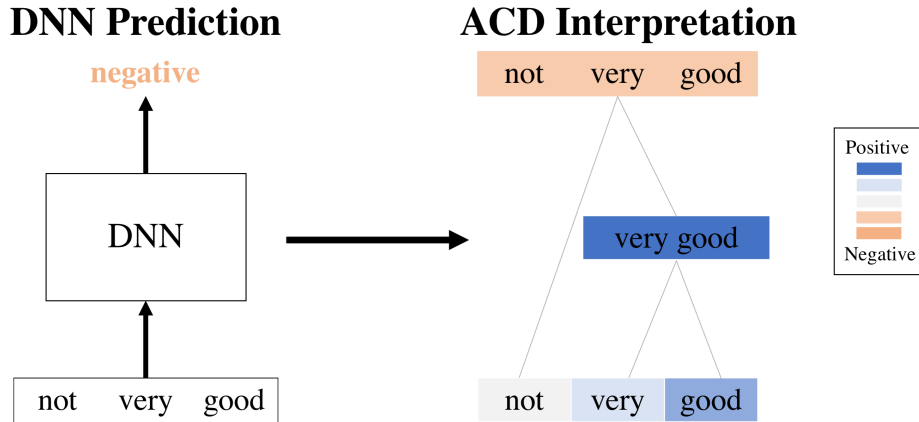 DNN Prediction
negative
DNN
not very good
ACD Interpretation
not very good
very good
not very good
Positive
Negative